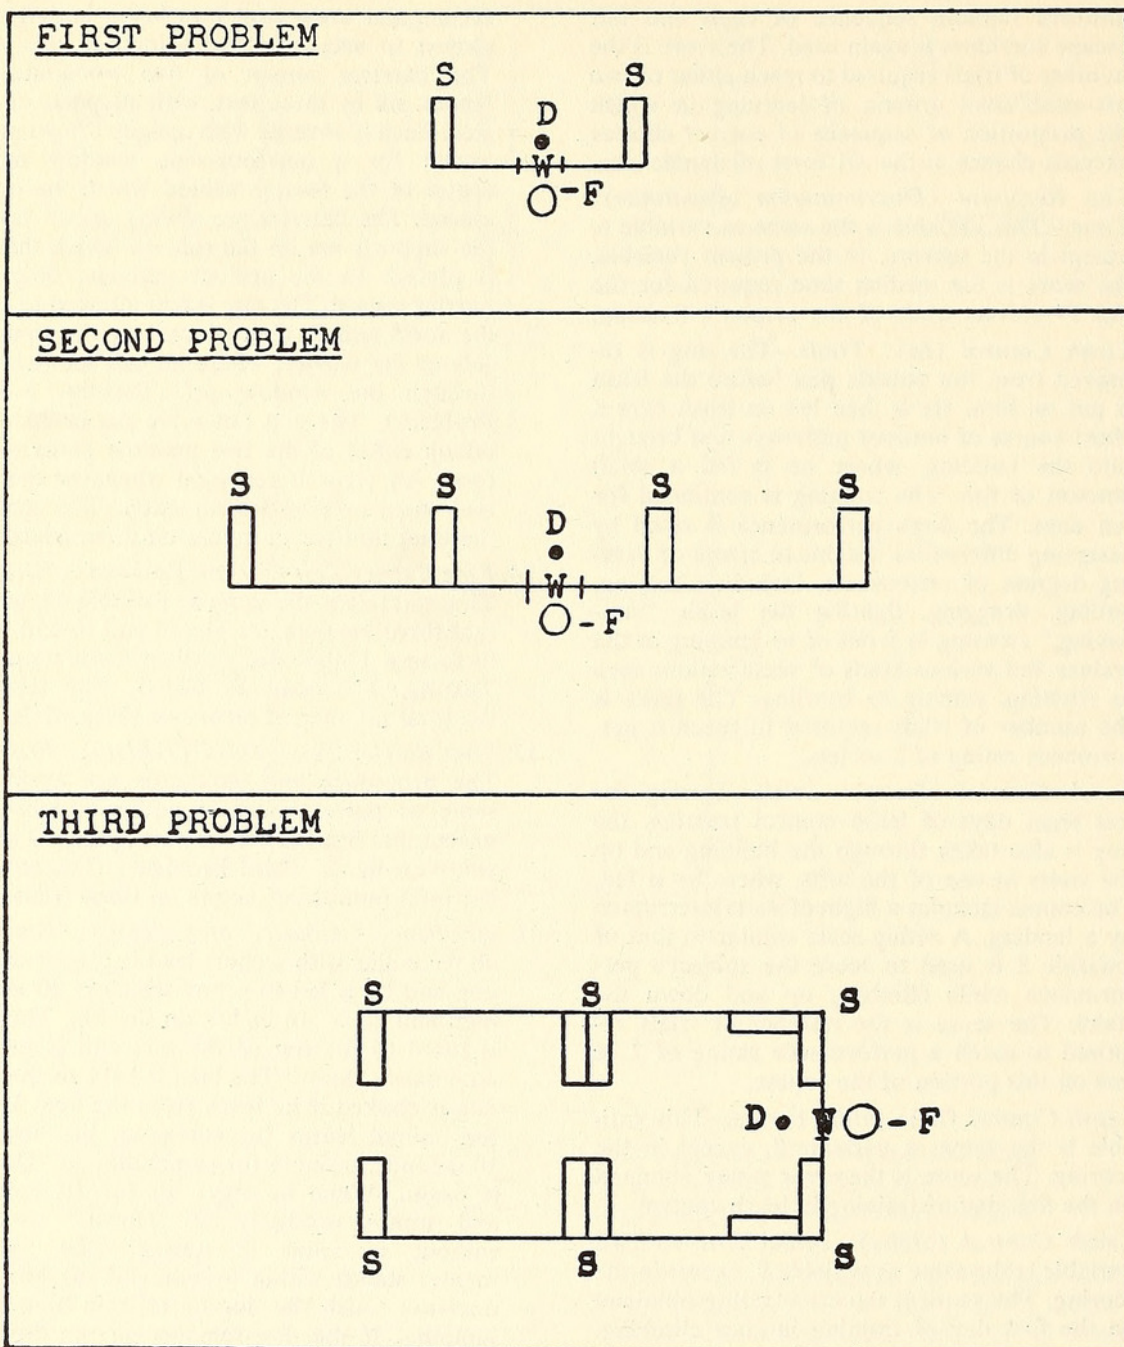 FIRST PROBLEM
S S
D
W
-F
SECOND PROBLEM
S S S S
D
W
-F
THIRD PROBLEM
S S S
D W -F
S S S